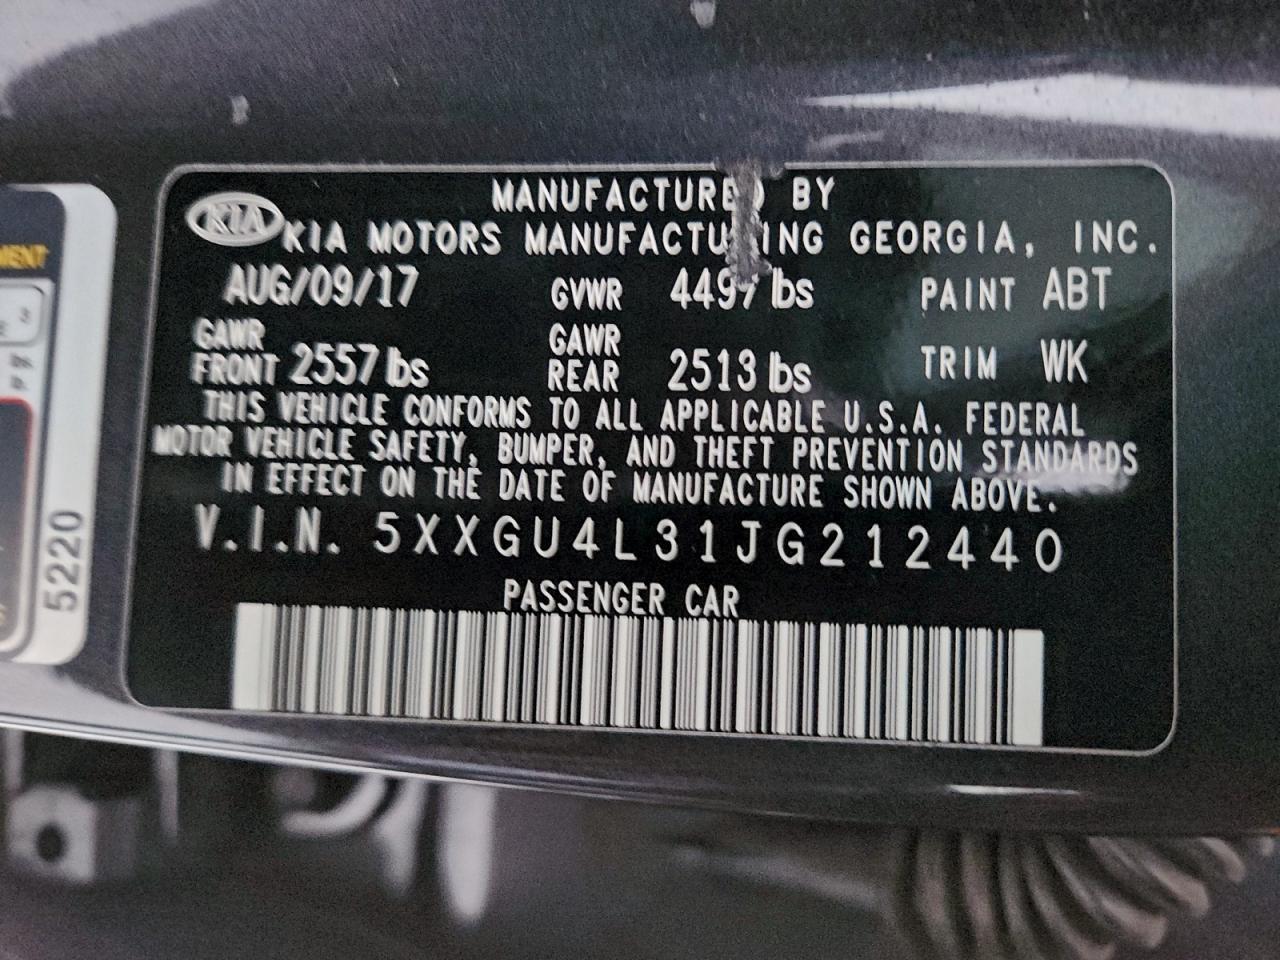 MANUFACTURED BY
KIA
KIA MOTORS MANUFACTURING GEORGIA, INC.
AUG/09/17 GVWR 4497 lbs PAINT ABT
GAWR FRONT 2557 lbs GAWR REAR 2513 lbs TRIM WK
THIS VEHICLE CONFORMS TO ALL APPLICABLE U.S.A. FEDERAL
MOTOR VEHICLE SAFETY, BUMPER, AND THEFT PREVENTION STANDARDS
IN EFFECT ON THE DATE OF MANUFACTURE SHOWN ABOVE.
V.I.N. 5XXGU4L31JG212440
PASSENGER CAR
5220
3